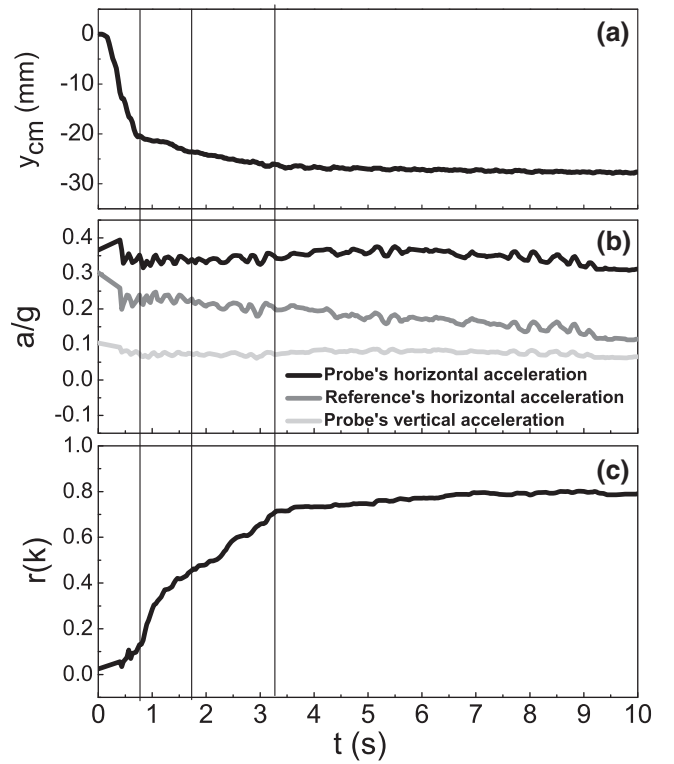 (a)
0
-10
-20
-30
y_cm (mm)
(b)
0.4
0.3
0.2
0.1
0.0
-0.1
a/g
Probe's horizontal acceleration
Reference's horizontal acceleration
Probe's vertical acceleration
(c)
1.0
0.8
0.6
0.4
0.2
0.0
r(k)
0 1 2 3 4 5 6 7 8 9 10
t (s)